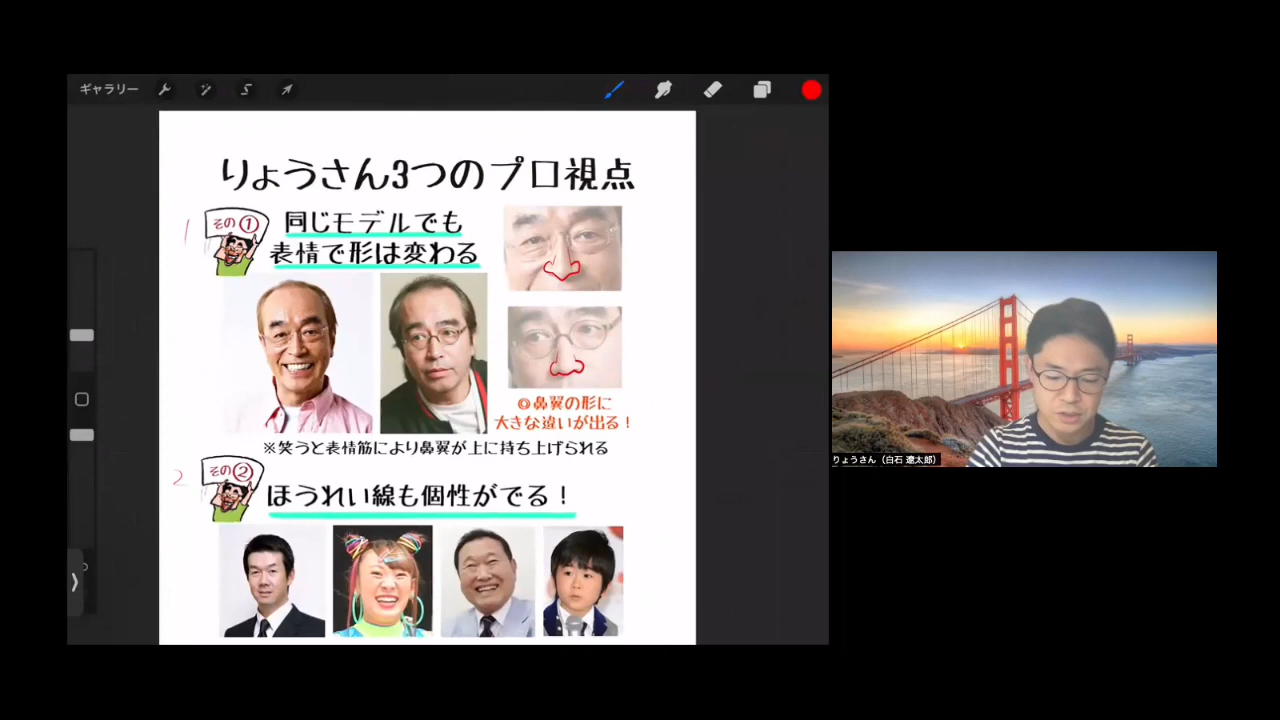 ギャラリー
りょうさん3つのプロ視点
1
その①
同じモデルでも
表情で形は変わる
◎鼻翼の形に
大きな違いが出る！
※笑うと表情筋により鼻翼が上に持ち上げられる
2
その②
ほうれい線も個性がでる！
りょうさん（白石 遼太郎）